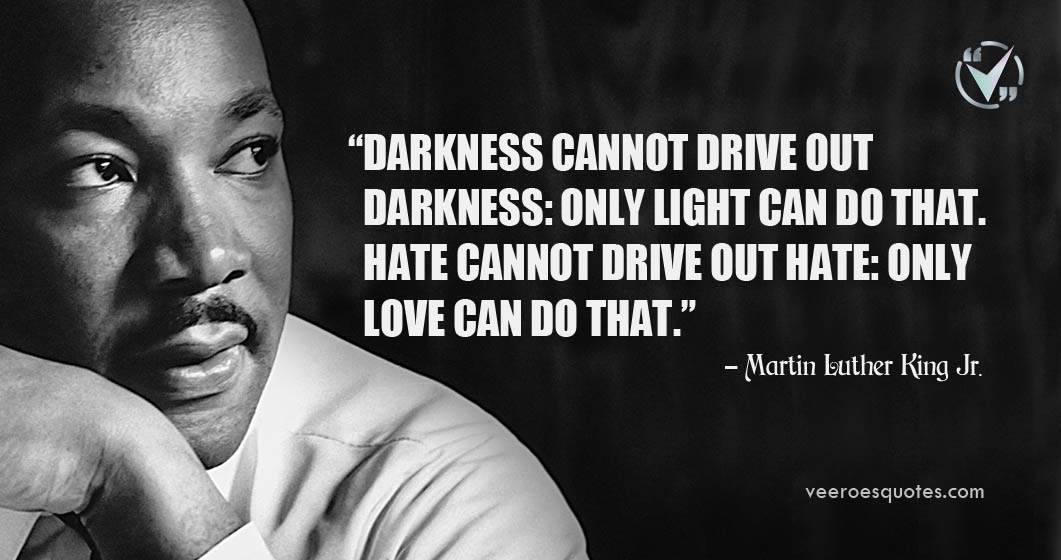 “DARKNESS CANNOT DRIVE OUT
DARKNESS: ONLY LIGHT CAN DO THAT.
HATE CANNOT DRIVE OUT HATE: ONLY
LOVE CAN DO THAT.”
– Martin Luther King Jr.
veeroesquotes.com